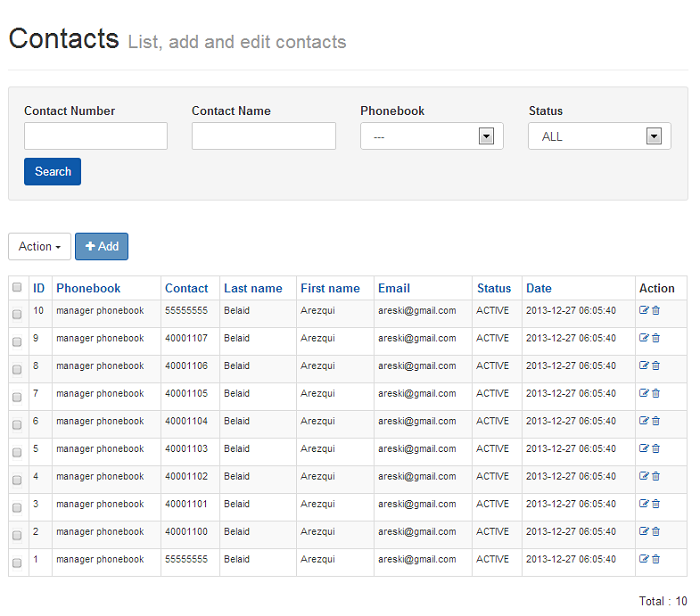 Contacts List, add and edit contacts
Contact Number Contact Name Phonebook Status
--- ALL
Search
Action Add
ID Phonebook Contact Last name First name Email Status Date Action
10 manager phonebook 55555555 Belaid Arezqui areski@gmail.com ACTIVE 2013-12-27 06:05:40
9 manager phonebook 40001107 Belaid Arezqui areski@gmail.com ACTIVE 2013-12-27 06:05:40
8 manager phonebook 40001106 Belaid Arezqui areski@gmail.com ACTIVE 2013-12-27 06:05:40
7 manager phonebook 40001105 Belaid Arezqui areski@gmail.com ACTIVE 2013-12-27 06:05:40
6 manager phonebook 40001104 Belaid Arezqui areski@gmail.com ACTIVE 2013-12-27 06:05:40
5 manager phonebook 40001103 Belaid Arezqui areski@gmail.com ACTIVE 2013-12-27 06:05:40
4 manager phonebook 40001102 Belaid Arezqui areski@gmail.com ACTIVE 2013-12-27 06:05:40
3 manager phonebook 40001101 Belaid Arezqui areski@gmail.com ACTIVE 2013-12-27 06:05:40
2 manager phonebook 40001100 Belaid Arezqui areski@gmail.com ACTIVE 2013-12-27 06:05:40
1 manager phonebook 55555555 Belaid Arezqui areski@gmail.com ACTIVE 2013-12-27 06:05:40
Total : 10